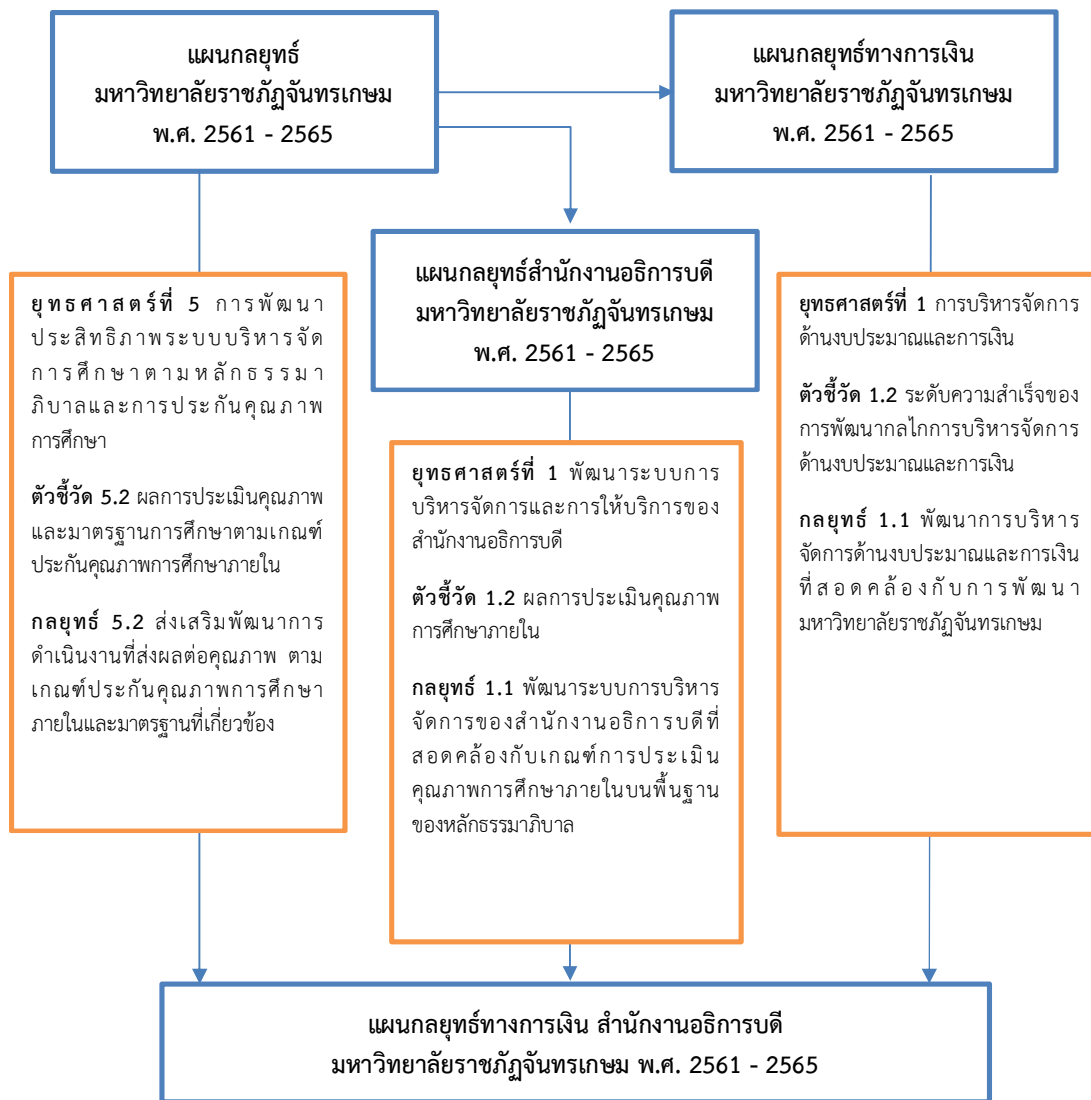 แผนกลยุทธ์
มหาวิทยาลัยราชภัฏจันทรเกษม
พ.ศ. 2561 - 2565
แผนกลยุทธ์ทางการเงิน
มหาวิทยาลัยราชภัฏจันทรเกษม
พ.ศ. 2561 - 2565
แผนกลยุทธ์สำนักงานอธิการบดี
มหาวิทยาลัยราชภัฏจันทรเกษม
พ.ศ. 2561 - 2565
ยุทธศาสตร์ที่ 5 การพัฒนา
ประสิทธิภาพระบบบริหารจัด
การศึกษาตามหลักธรรมา
ภิบาลและการประกันคุณภาพ
การศึกษา
ตัวชี้วัด 5.2 ผลการประเมินคุณภาพ
และมาตรฐานการศึกษาตามเกณฑ์
ประกันคุณภาพการศึกษาภายใน
กลยุทธ์ 5.2 ส่งเสริมพัฒนาการ
ดำเนินงานที่ส่งผลต่อคุณภาพ ตาม
เกณฑ์ประกันคุณภาพการศึกษา
ภายในและมาตรฐานที่เกี่ยวข้อง
ยุทธศาสตร์ที่ 1 พัฒนาระบบการ
บริหารจัดการและการให้บริการของ
สำนักงานอธิการบดี
ตัวชี้วัด 1.2 ผลการประเมินคุณภาพ
การศึกษาภายใน
กลยุทธ์ 1.1 พัฒนาระบบการบริหาร
จัดการของสำนักงานอธิการบดีที่
สอดคล้องกับเกณฑ์การประเมิน
คุณภาพการศึกษาภายในบนพื้นฐาน
ของหลักธรรมาภิบาล
ยุทธศาสตร์ที่ 1 การบริหารจัดการ
ด้านงบประมาณและการเงิน
ตัวชี้วัด 1.2 ระดับความสำเร็จของ
การพัฒนากลไกการบริหารจัดการ
ด้านงบประมาณและการเงิน
กลยุทธ์ 1.1 พัฒนาการบริหาร
จัดการด้านงบประมาณและการเงิน
ที่สอดคล้องกับการพัฒนา
มหาวิทยาลัยราชภัฏจันทรเกษม
แผนกลยุทธ์ทางการเงิน สำนักงานอธิการบดี
มหาวิทยาลัยราชภัฏจันทรเกษม พ.ศ. 2561 - 2565